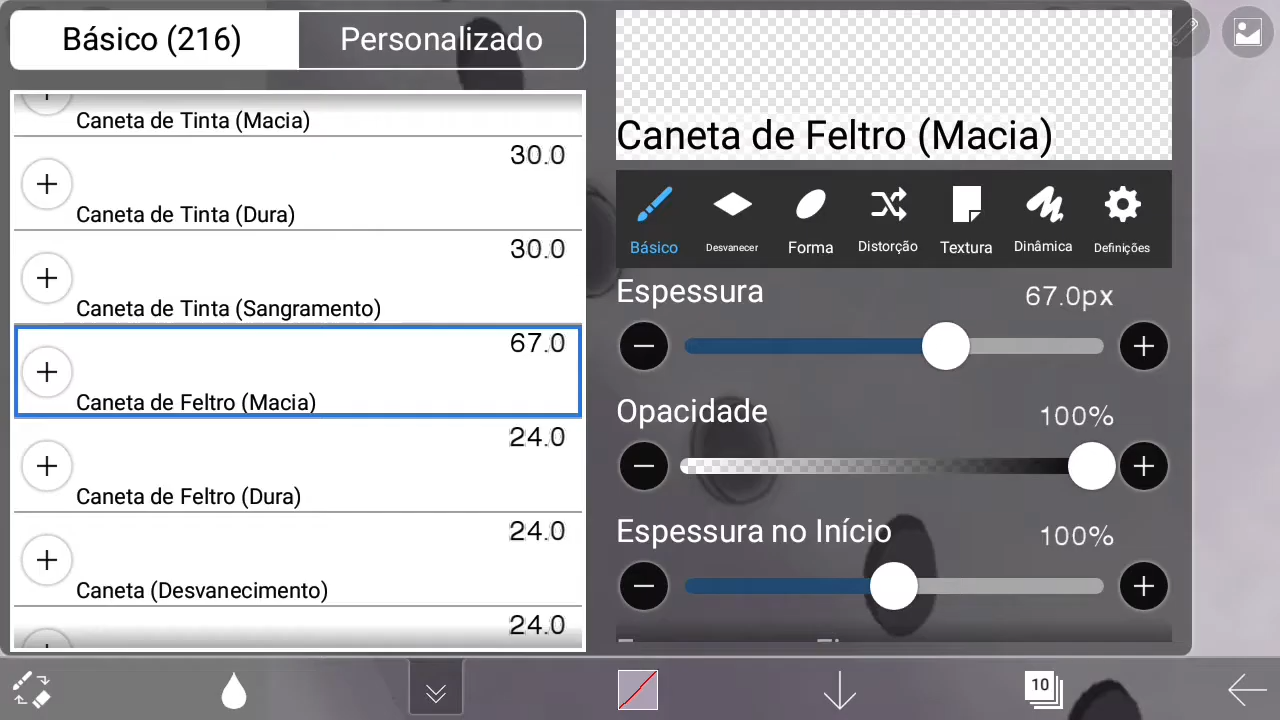 Básico (216)
Personalizado
Caneta de Tinta (Macia)
30.0
Caneta de Tinta (Dura)
30.0
Caneta de Tinta (Sangramento)
67.0
Caneta de Feltro (Macia)
24.0
Caneta de Feltro (Dura)
24.0
Caneta (Desvanecimento)
24.0
Caneta de Feltro (Macia)
Básico
Desvanecer
Forma
Distorção
Textura
Dinâmica
Definições
Espessura
67.0px
Opacidade
100%
Espessura no Início
100%
10